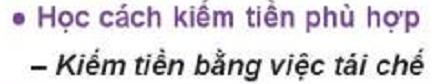 • Học cách kiếm tiền phù hợp
– Kiếm tiền bằng việc tái chế